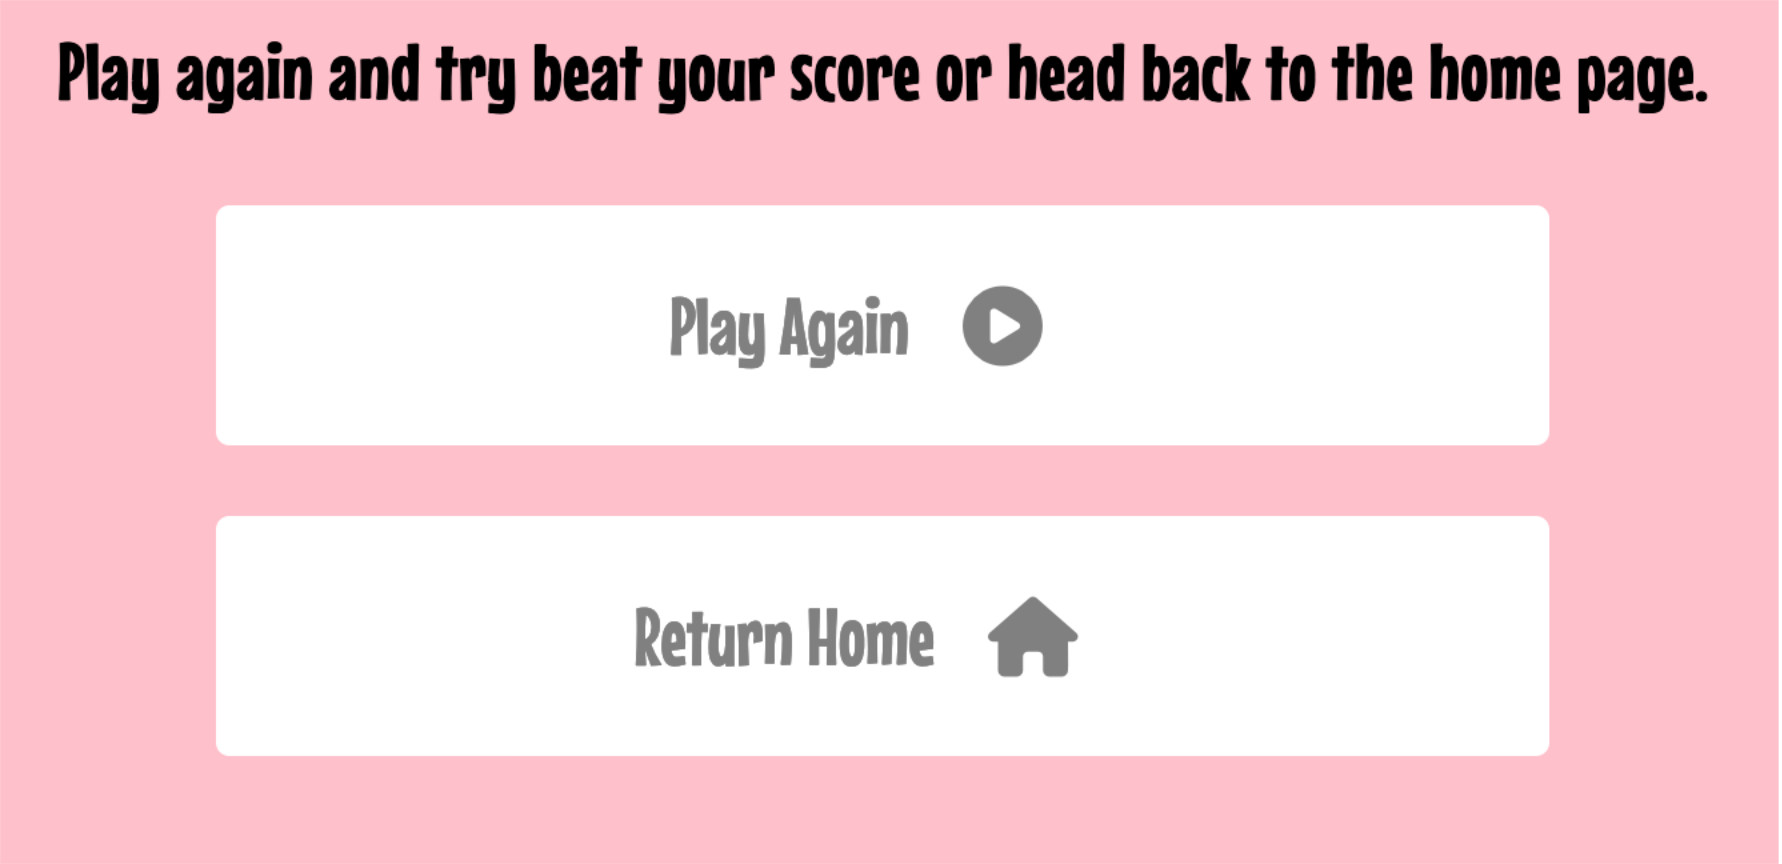 Play again and try beat your score or head back to the home page.
Play Again
Return Home